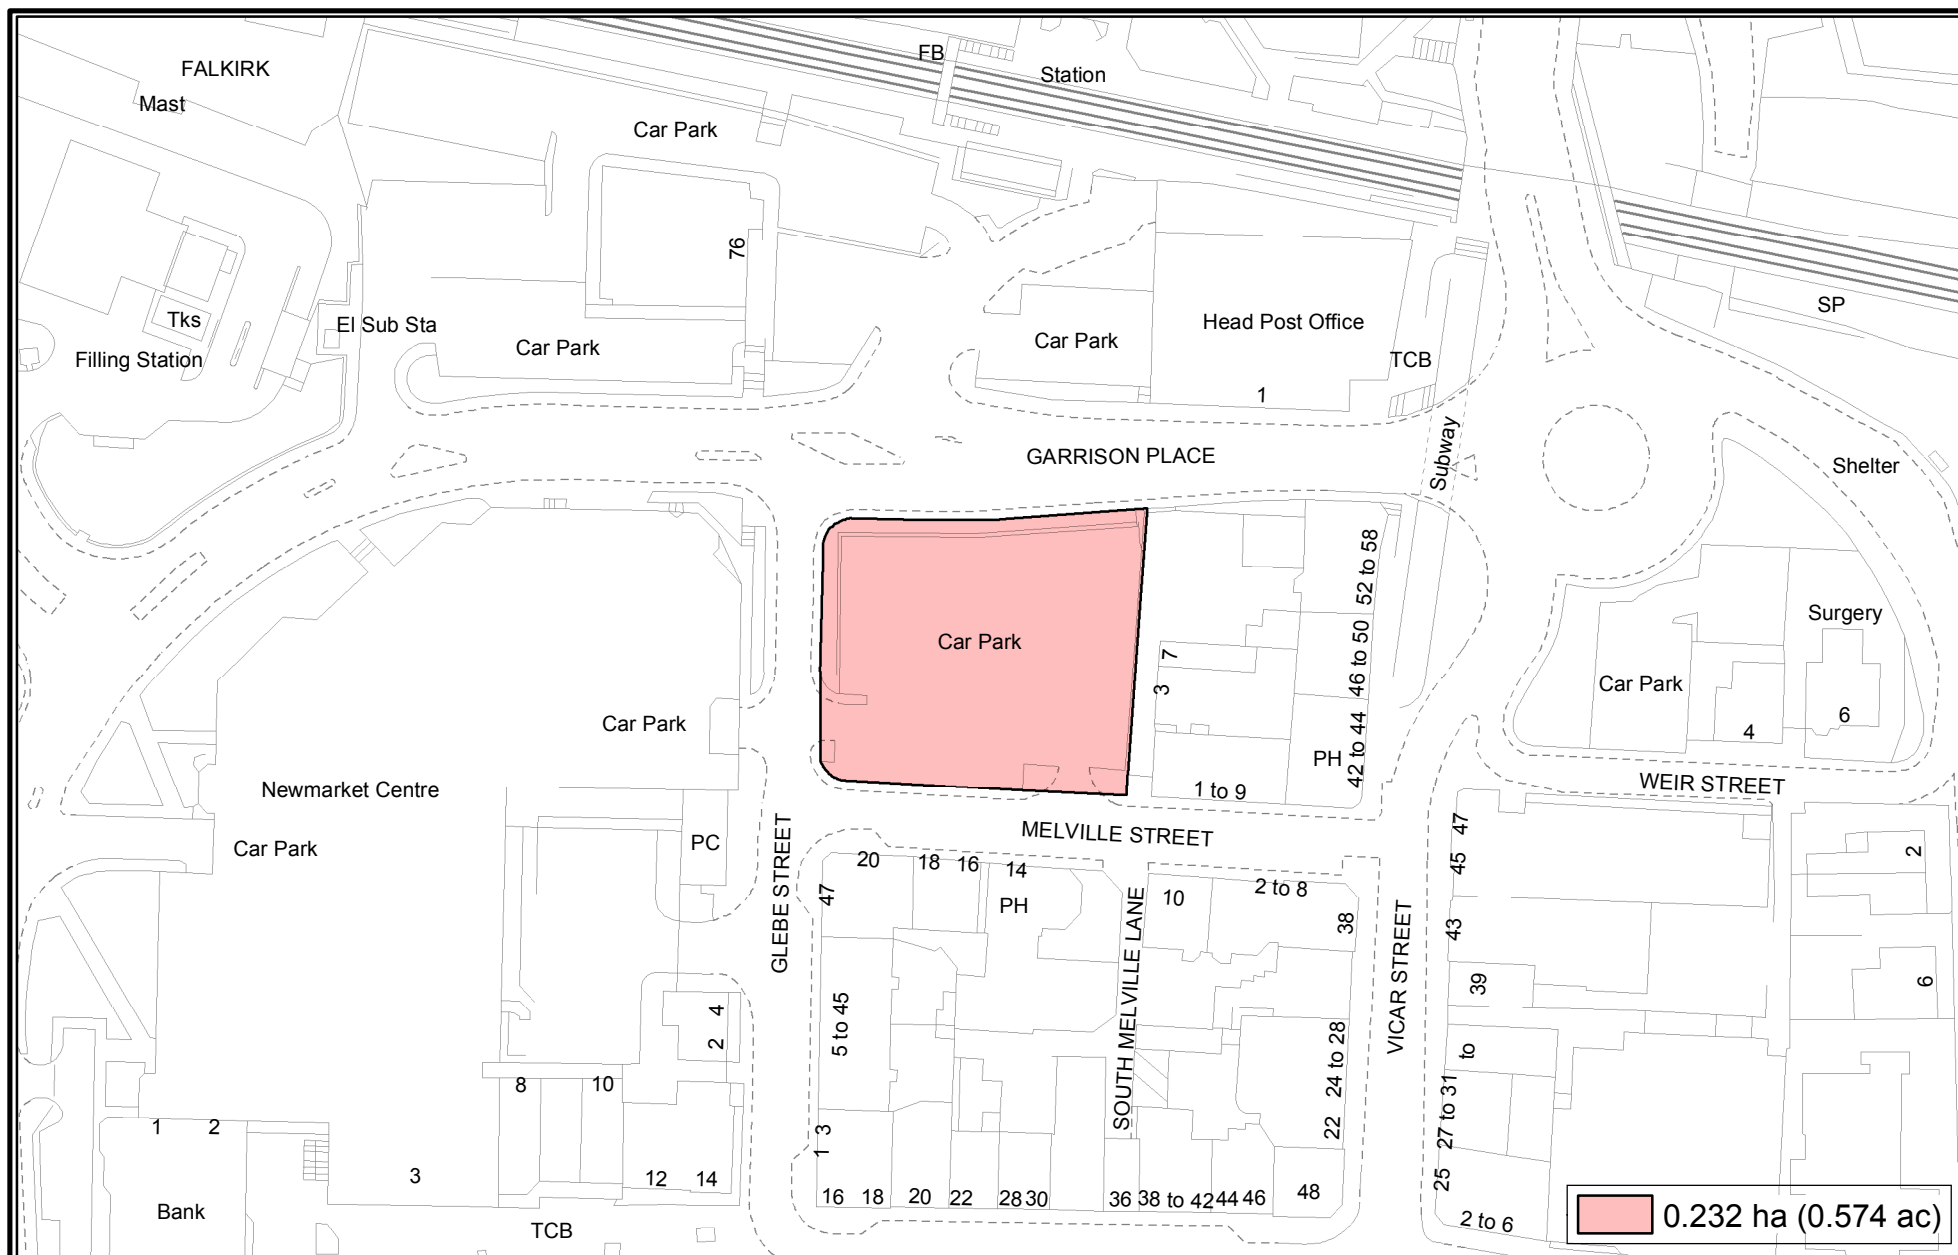 FALKIRK
Mast
FB
Station
Car Park
76
Tks
El Sub Sta
Filling Station
Car Park
Car Park
Head Post Office
TCB
1
SP
GARRISON PLACE
Subway
Shelter
52 to 58
46 to 50
42 to 44
Surgery
Car Park
7
3
Car Park
Car Park
4
6
PH
1 to 9
WEIR STREET
Newmarket Centre
Car Park
PC
MELVILLE STREET
GLEBE STREET
20
18
16
14
47
PH
10
2 to 8
38
47
45
43
2
SOUTH MELVILLE LANE
VICAR STREET
39
6
4
2
5 to 45
24 to 28
to
8
10
22
27 to 31
1
2
3
1
3
12
14
25
Bank
16
18
20
22
28
30
36
38 to 42
44
46
48
TCB
2 to 6
0.232 ha (0.574 ac)